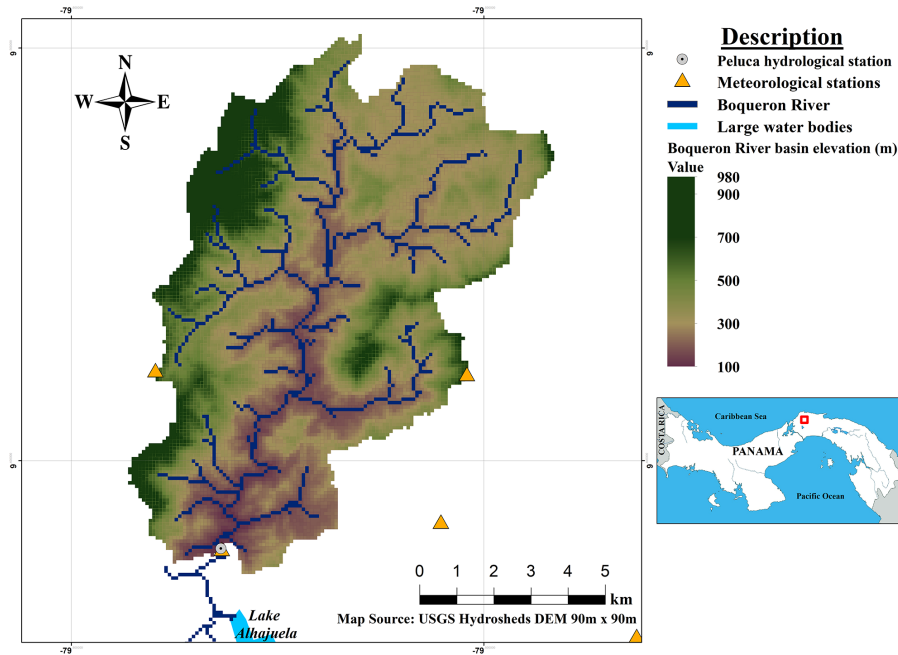 -79
-79
9
9
N
W
E
S
Description
Peluca hydrological station
Meteorological stations
Boqueron River
Large water bodies
Boqueron River basin elevation (m)
Value
980
900
700
500
300
100
COSTA RICA
Caribbean Sea
PANAMA
Pacific Ocean
9
9
0 1 2 3 4 5
km
Map Source: USGS Hydrosheds DEM 90m x 90m
Lake
Alhajuela
-79
-79